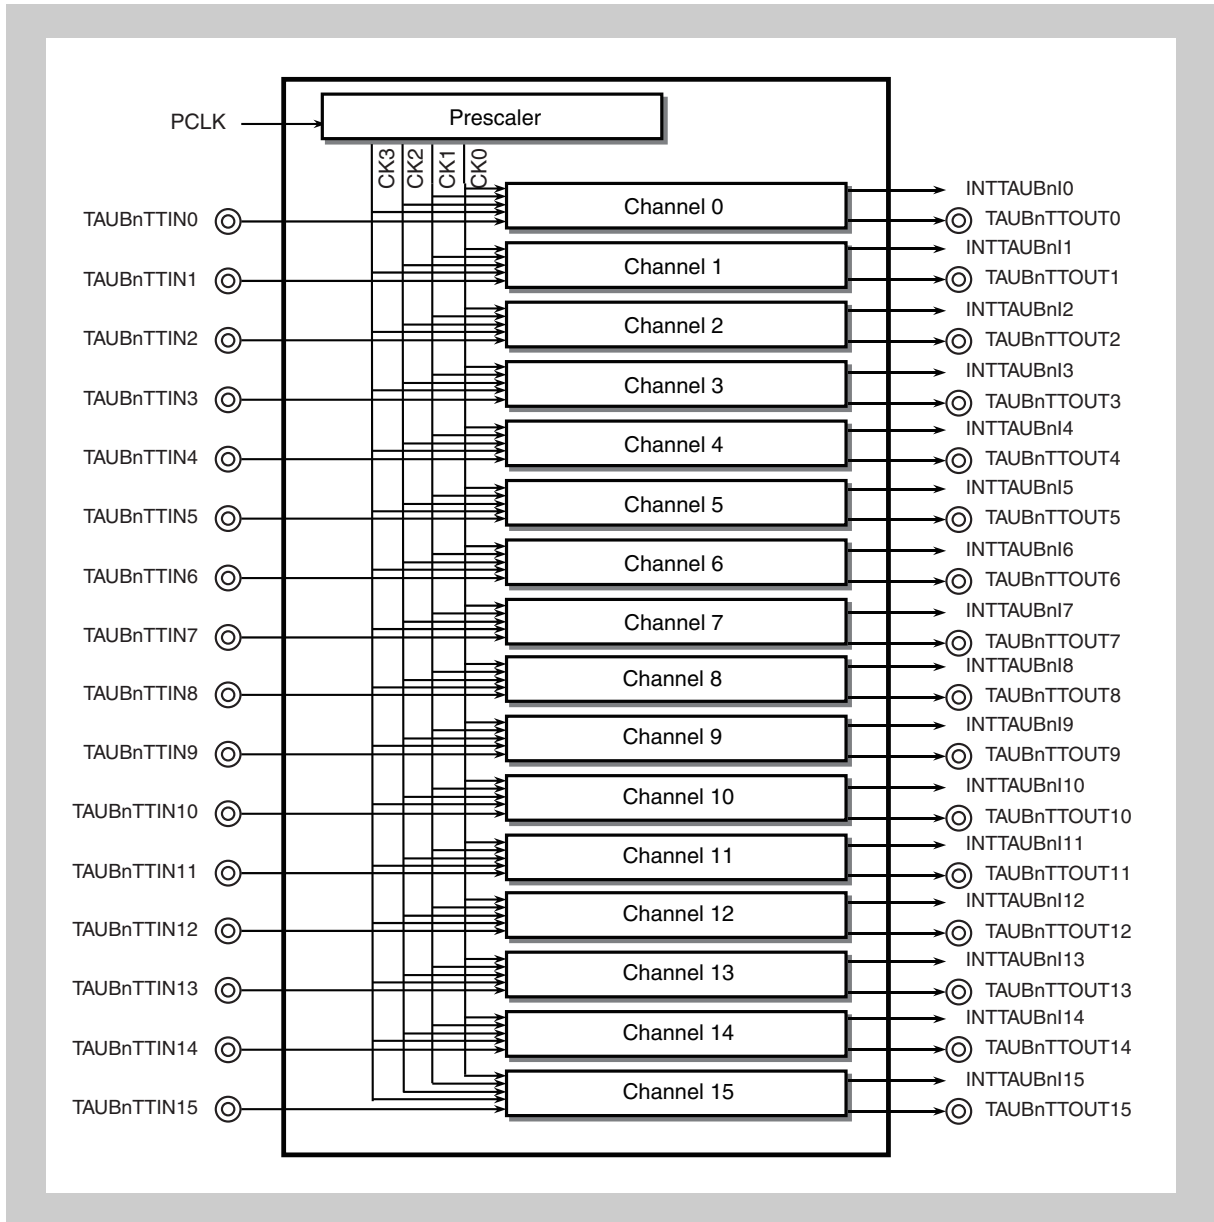 PCLK
Prescaler
CK3
CK2
CK1
CK0
TAUBnTTIN0
Channel 0
INTTAUBnI0
TAUBnTTOUT0
TAUBnTTIN1
Channel 1
INTTAUBnI1
TAUBnTTOUT1
TAUBnTTIN2
Channel 2
INTTAUBnI2
TAUBnTTOUT2
TAUBnTTIN3
Channel 3
INTTAUBnI3
TAUBnTTOUT3
TAUBnTTIN4
Channel 4
INTTAUBnI4
TAUBnTTOUT4
TAUBnTTIN5
Channel 5
INTTAUBnI5
TAUBnTTOUT5
TAUBnTTIN6
Channel 6
INTTAUBnI6
TAUBnTTOUT6
TAUBnTTIN7
Channel 7
INTTAUBnI7
TAUBnTTOUT7
TAUBnTTIN8
Channel 8
INTTAUBnI8
TAUBnTTOUT8
TAUBnTTIN9
Channel 9
INTTAUBnI9
TAUBnTTOUT9
TAUBnTTIN10
Channel 10
INTTAUBnI10
TAUBnTTOUT10
TAUBnTTIN11
Channel 11
INTTAUBnI11
TAUBnTTOUT11
TAUBnTTIN12
Channel 12
INTTAUBnI12
TAUBnTTOUT12
TAUBnTTIN13
Channel 13
INTTAUBnI13
TAUBnTTOUT13
TAUBnTTIN14
Channel 14
INTTAUBnI14
TAUBnTTOUT14
TAUBnTTIN15
Channel 15
INTTAUBnI15
TAUBnTTOUT15